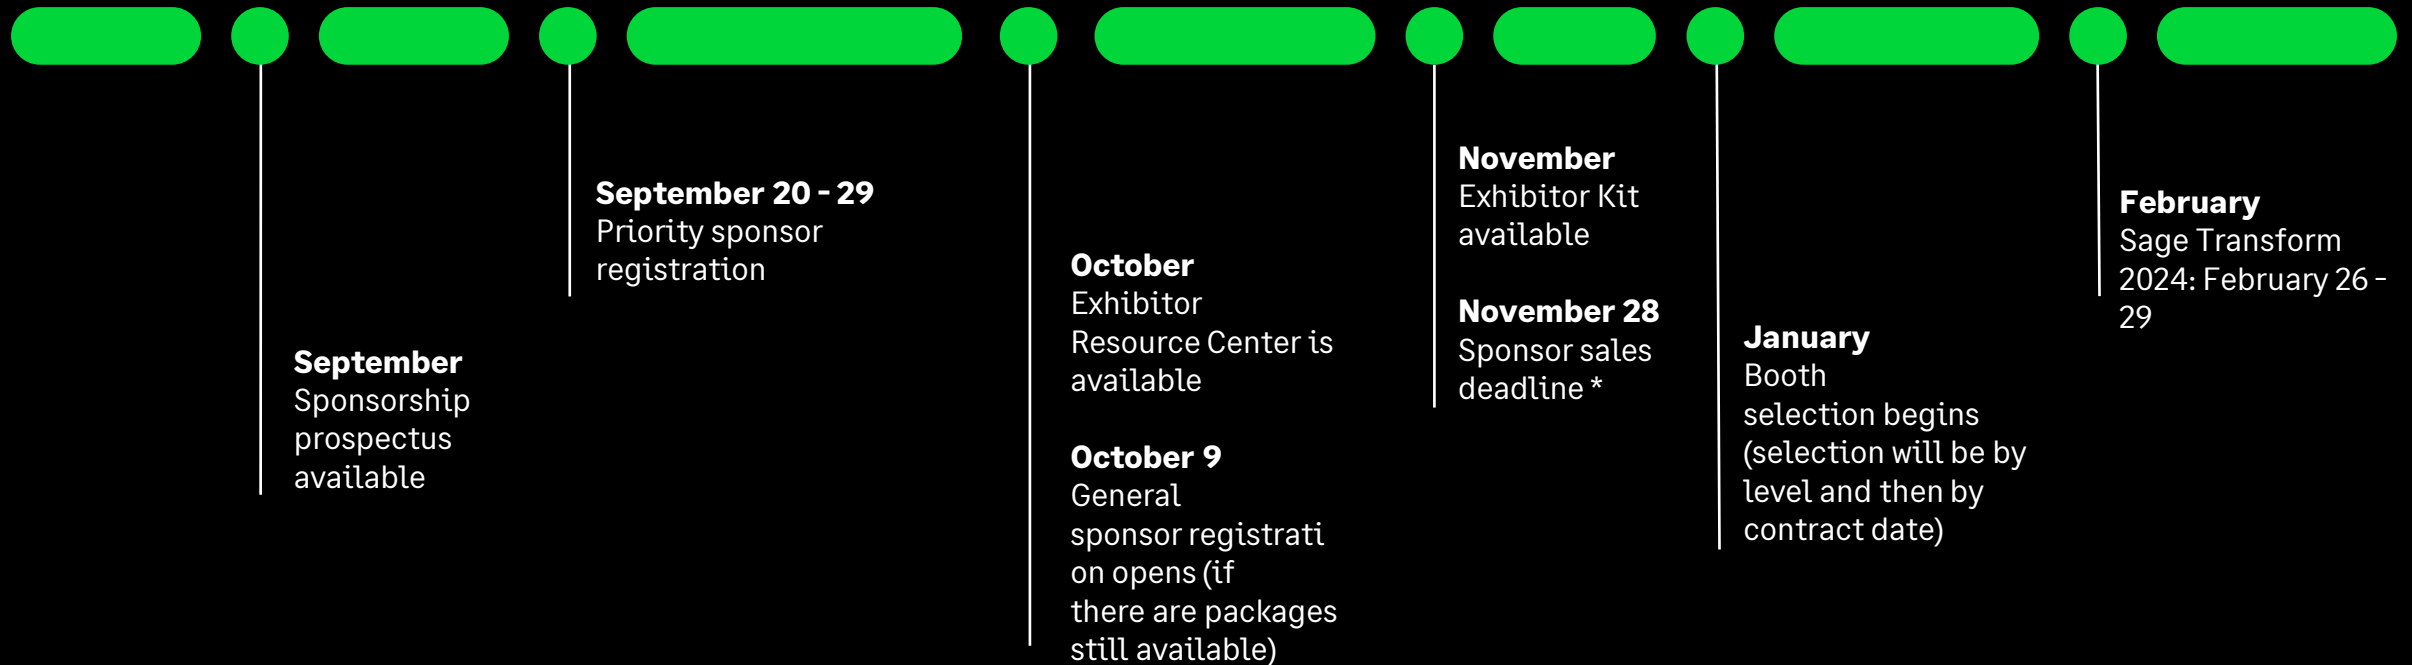 September
Sponsorship
prospectus
available
September 20 - 29
Priority sponsor
registration
October
Exhibitor
Resource Center is
available
October 9
General
sponsor registrati
on opens (if
there are packages
still available)
November
Exhibitor Kit
available
November 28
Sponsor sales
deadline *
January
Booth
selection begins
(selection will be by
level and then by
contract date)
February
Sage Transform
2024: February 26 -
29